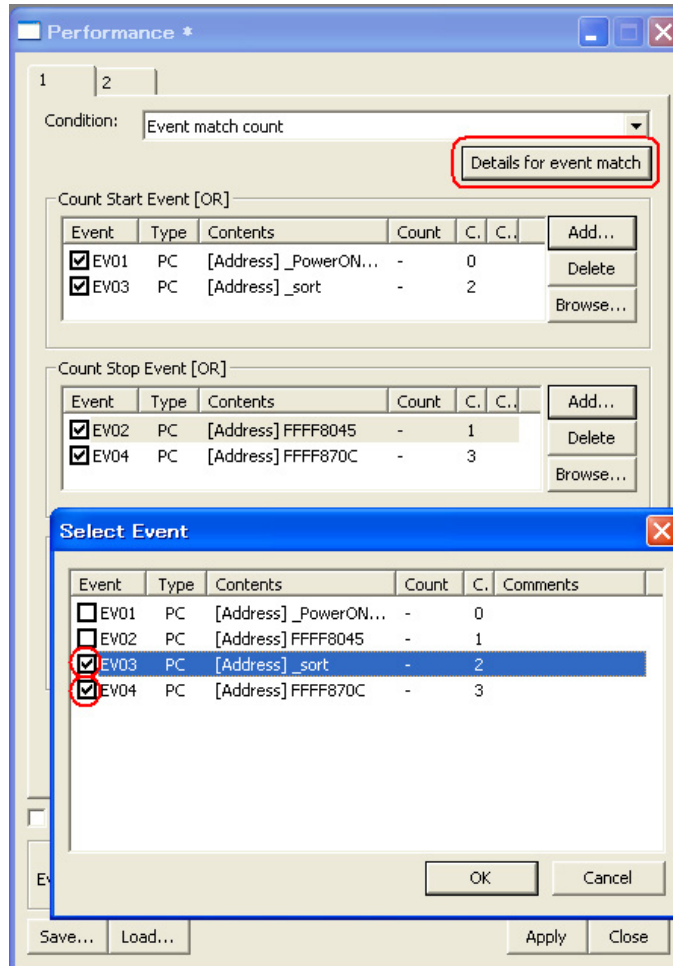 Performance *
1 2
Condition: Event match count
Details for event match
Count Start Event [OR]
Event Type Contents Count C. C.. Add...
EV01 PC [Address] _PowerON... - 0
Delete
EV03 PC [Address] _sort - 2
Browse...
Count Stop Event [OR]
Event Type Contents Count C. C.. Add...
EV02 PC [Address] FFFF8045 - 1
Delete
EV04 PC [Address] FFFF870C - 3
Browse...
Select Event
Event Type Contents Count C. Comments
EV01 PC [Address] _PowerON... - 0
EV02 PC [Address] FFFF8045 - 1
EV03 PC [Address] _sort - 2
EV04 PC [Address] FFFF870C - 3
OK Cancel
Save... Load... Apply Close